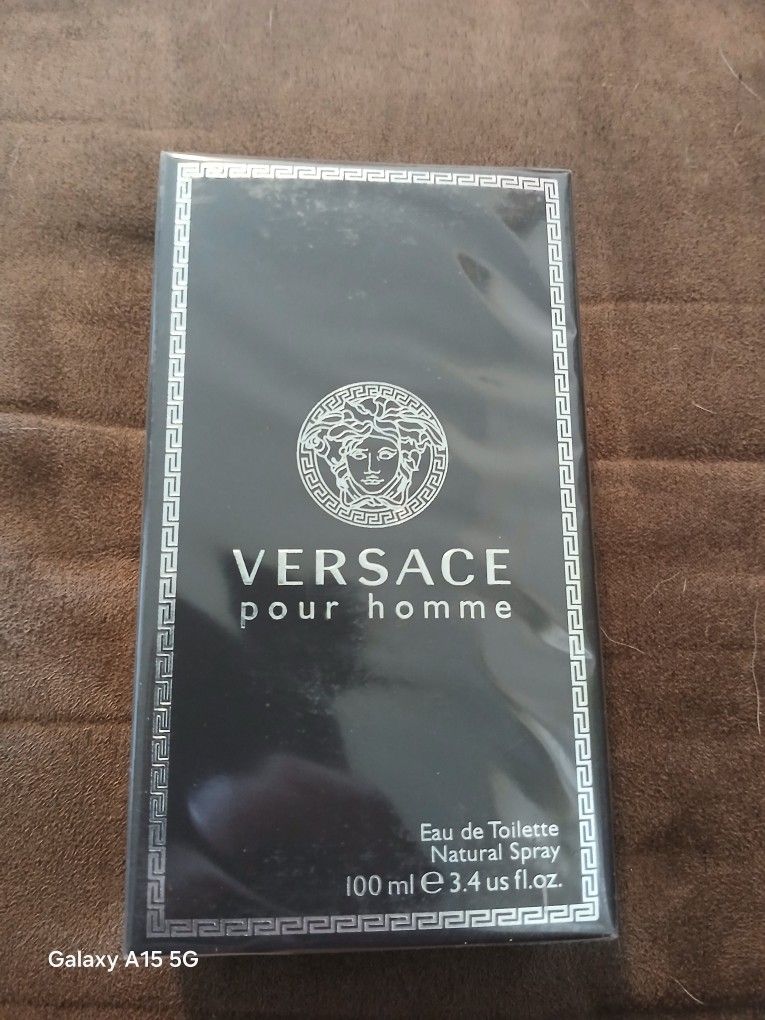 VERSACE
pour homme
Eau de Toilette
Natural Spray
100 ml ℮ 3.4 us fl.oz.
Galaxy A15 5G